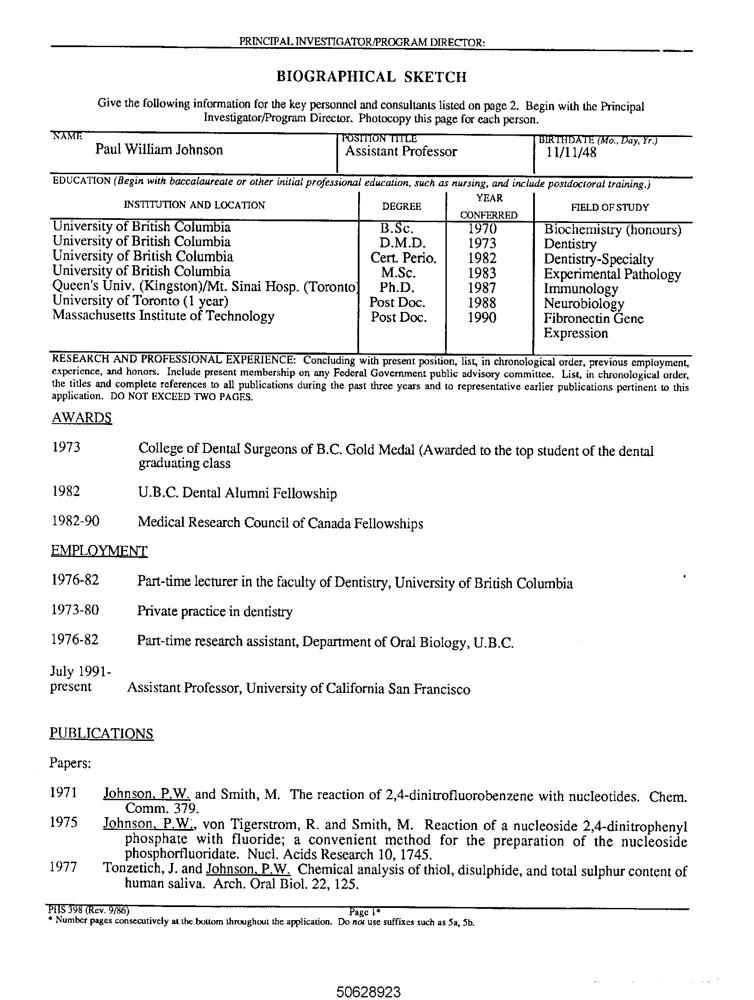 PRINCIPAL INVESTIGATOR/PROGRAM DIRECTOR:
BIOGRAPHICAL SKETCH
Give the following information for the key personnel and consultants listed on page 2. Begin with the Principal
Investigator/Program Director. Photocopy this page for each person.
NAME POSITION TITLE BIRTHDATE (Mo., Day, Yr.)
Paul William Johnson Assistant Professor 11/11/48
EDUCATION (Begin with baccalaureate or other initial professional education, such as nursing, and include postdoctoral training.)
INSTITUTION AND LOCATION DEGREE YEAR CONFERRED FIELD OF STUDY
University of British Columbia B.Sc. 1970 Biochemistry (honours)
University of British Columbia D.M.D. 1973 Dentistry
University of British Columbia Cert. Perio. 1982 Dentistry-Specialty
University of British Columbia M.Sc. 1983 Experimental Pathology
Queen's Univ. (Kingston)/Mt. Sinai Hosp. (Toronto) Ph.D. 1987 Immunology
University of Toronto (1 year) Post Doc. 1988 Neurobiology
Massachusetts Institute of Technology Post Doc. 1990 Fibronectin Gene
Expression
RESEARCH AND PROFESSIONAL EXPERIENCE: Concluding with present position, list, in chronological order, previous employment,
experience, and honors. Include present membership on any Federal Government public advisory committee. List, in chronological order,
the titles and complete references to all publications during the past three years and to representative earlier publications pertinent to this
application. DO NOT EXCEED TWO PAGES.
AWARDS
1973 College of Dental Surgeons of B.C. Gold Medal (Awarded to the top student of the dental
graduating class
1982 U.B.C. Dental Alumni Fellowship
1982-90 Medical Research Council of Canada Fellowships
EMPLOYMENT
1976-82 Part-time lecturer in the faculty of Dentistry, University of British Columbia
1973-80 Private practice in dentistry
1976-82 Part-time research assistant, Department of Oral Biology, U.B.C.
July 1991-
present Assistant Professor, University of California San Francisco
PUBLICATIONS
Papers:
1971 Johnson, P.W. and Smith, M. The reaction of 2,4-dinitrofluorobenzene with nucleotides. Chem.
Comm. 379.
1975 Johnson, P.W., von Tigerstrom, R. and Smith, M. Reaction of a nucleoside 2,4-dinitrophenyl
phosphate with fluoride; a convenient method for the preparation of the nucleoside
phosphorfluoridate. Nucl. Acids Research 10, 1745.
1977 Tonzetich, J. and Johnson, P.W. Chemical analysis of thiol, disulphide, and total sulphur content of
human saliva. Arch. Oral Biol. 22, 125.
PHS 398 (Rev. 9/86) Page 1*
* Number pages consecutively at the bottom throughout the application. Do not use suffixes such as 5a, 5b.
50628923